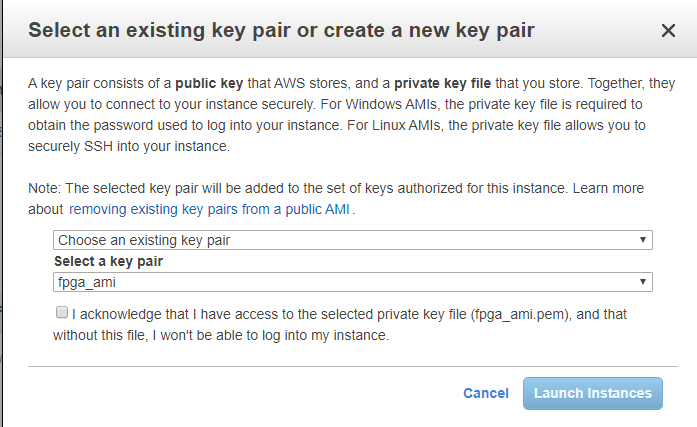 Select an existing key pair or create a new key pair
A key pair consists of a public key that AWS stores, and a private key file that you store. Together, they
allow you to connect to your instance securely. For Windows AMIs, the private key file is required to
obtain the password used to log into your instance. For Linux AMIs, the private key file allows you to
securely SSH into your instance.
Note: The selected key pair will be added to the set of keys authorized for this instance. Learn more
about removing existing key pairs from a public AMI .
Choose an existing key pair
Select a key pair
fpga_ami
I acknowledge that I have access to the selected private key file (fpga_ami.pem), and that
without this file, I won't be able to log into my instance.
Cancel Launch Instances